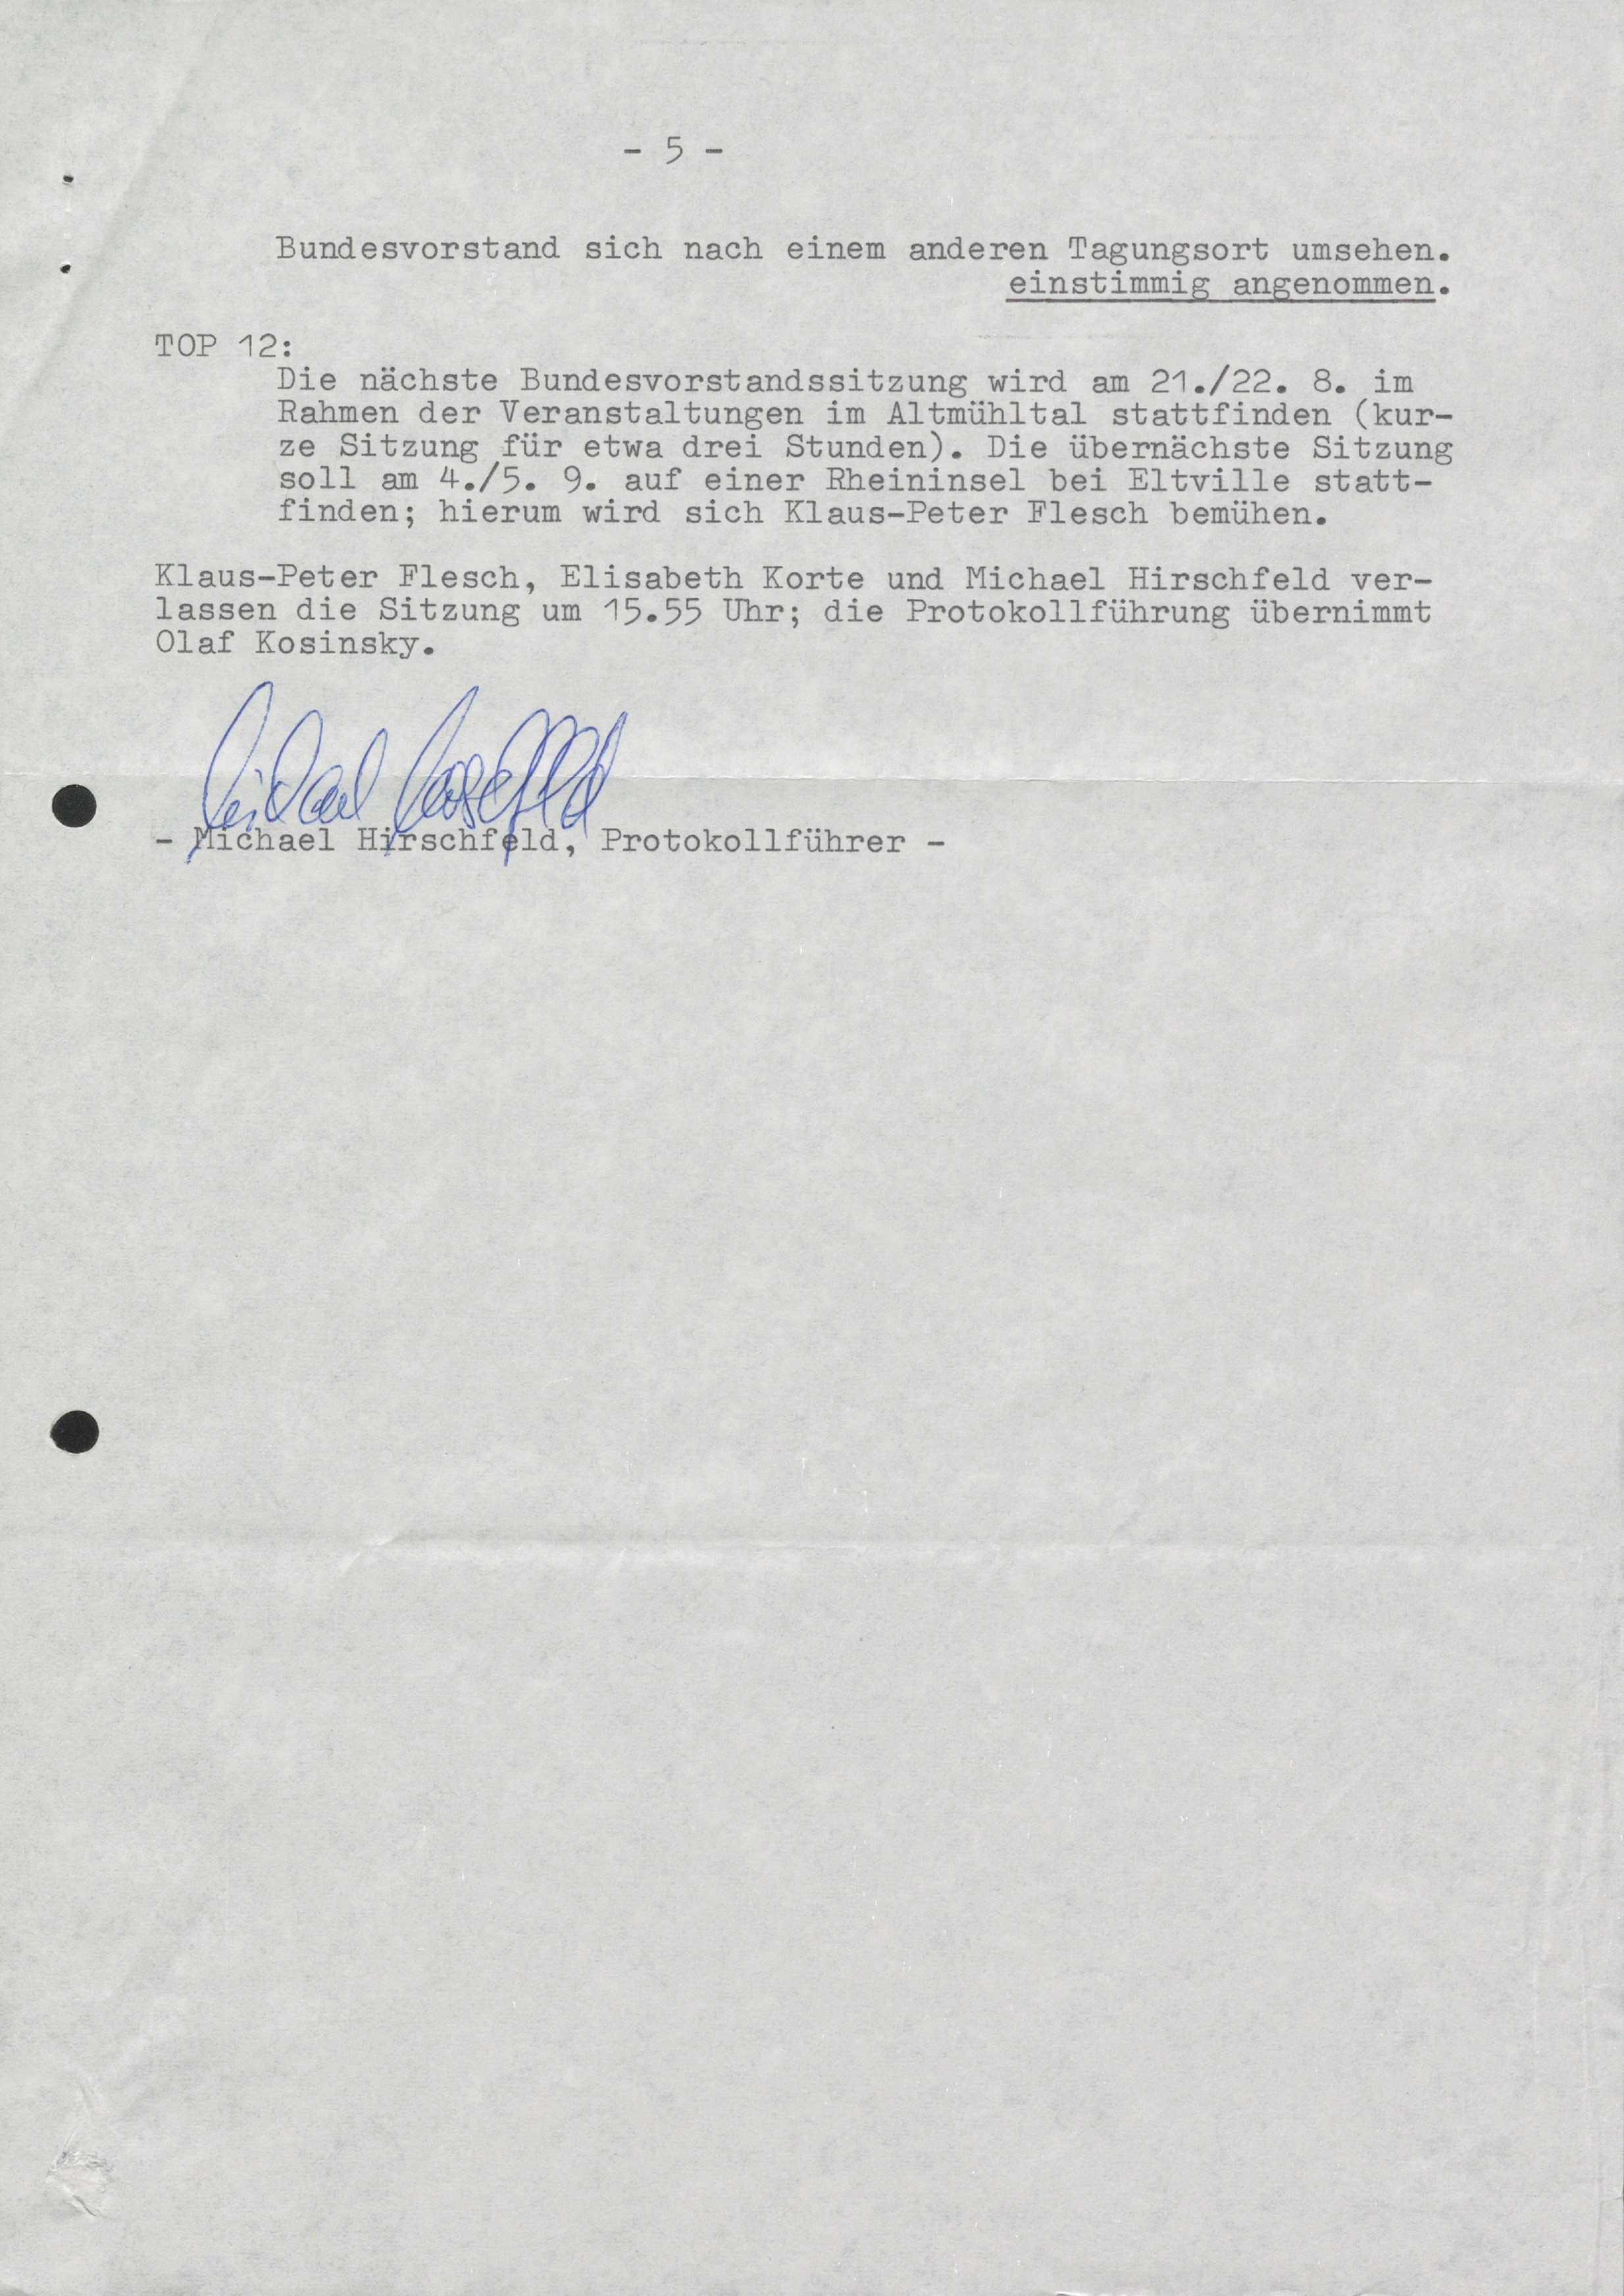 - 5 -
Bundesvorstand sich nach einem anderen Tagungsort umsehen.
einstimmig angenommen.
TOP 12:
Die nächste Bundesvorstandssitzung wird am 21./22. 8. im
Rahmen der Veranstaltungen im Altmühltal stattfinden (kur-
ze Sitzung für etwa drei Stunden). Die übernächste Sitzung
soll am 4./5. 9. auf einer Rheininsel bei Eltville statt-
finden; hierum wird sich Klaus-Peter Flesch bemühen.
Klaus-Peter Flesch, Elisabeth Korte und Michael Hirschfeld ver-
lassen die Sitzung um 15.55 Uhr; die Protokollführung übernimmt
Olaf Kosinsky.
Michael Hirschfeld
- Michael Hirschfeld, Protokollführer -